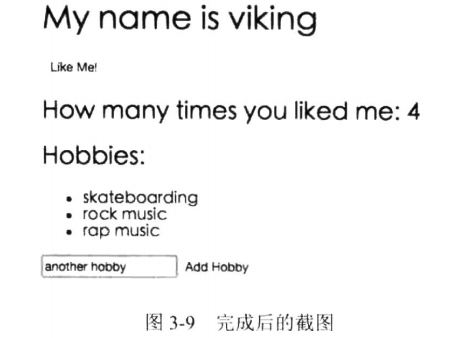 My name is viking
Like Me!
How many times you liked me: 4
Hobbies:
• skateboarding
• rock music
• rap music
another hobby Add Hobby
图 3-9 完成后的截图